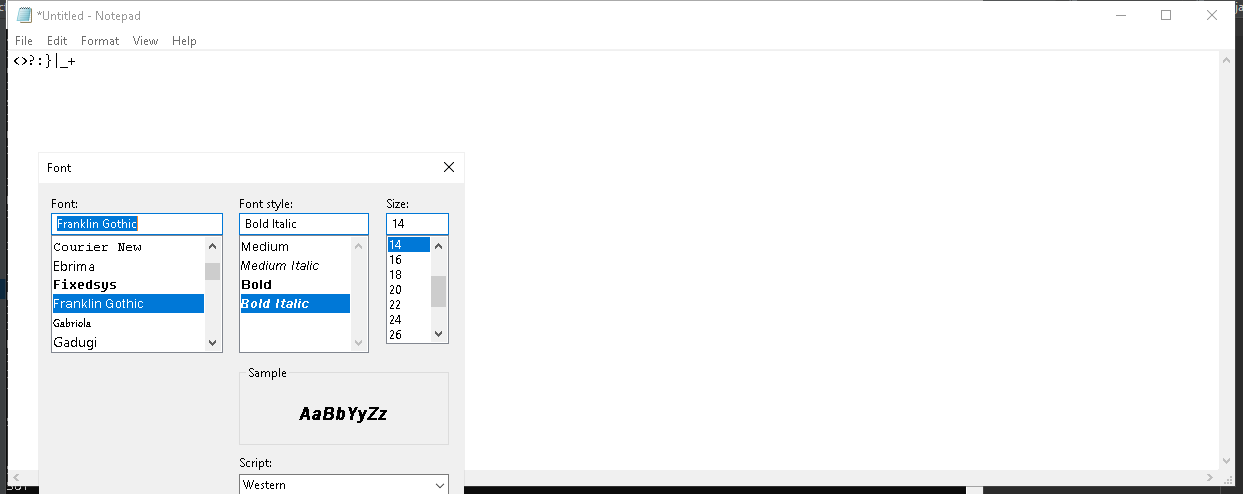 *Untitled - Notepad
File Edit Format View Help
<>?:}|_+
Font
Font: Font style: Size:
Franklin Gothic Bold Italic 14
Courier New Medium 14
Ebrima Medium Italic 16
Fixedsys Bold 18
Franklin Gothic Bold Italic 20
Gabriola 22
Gadugi 24
26
Sample
AaBbYyZz
Script:
Western